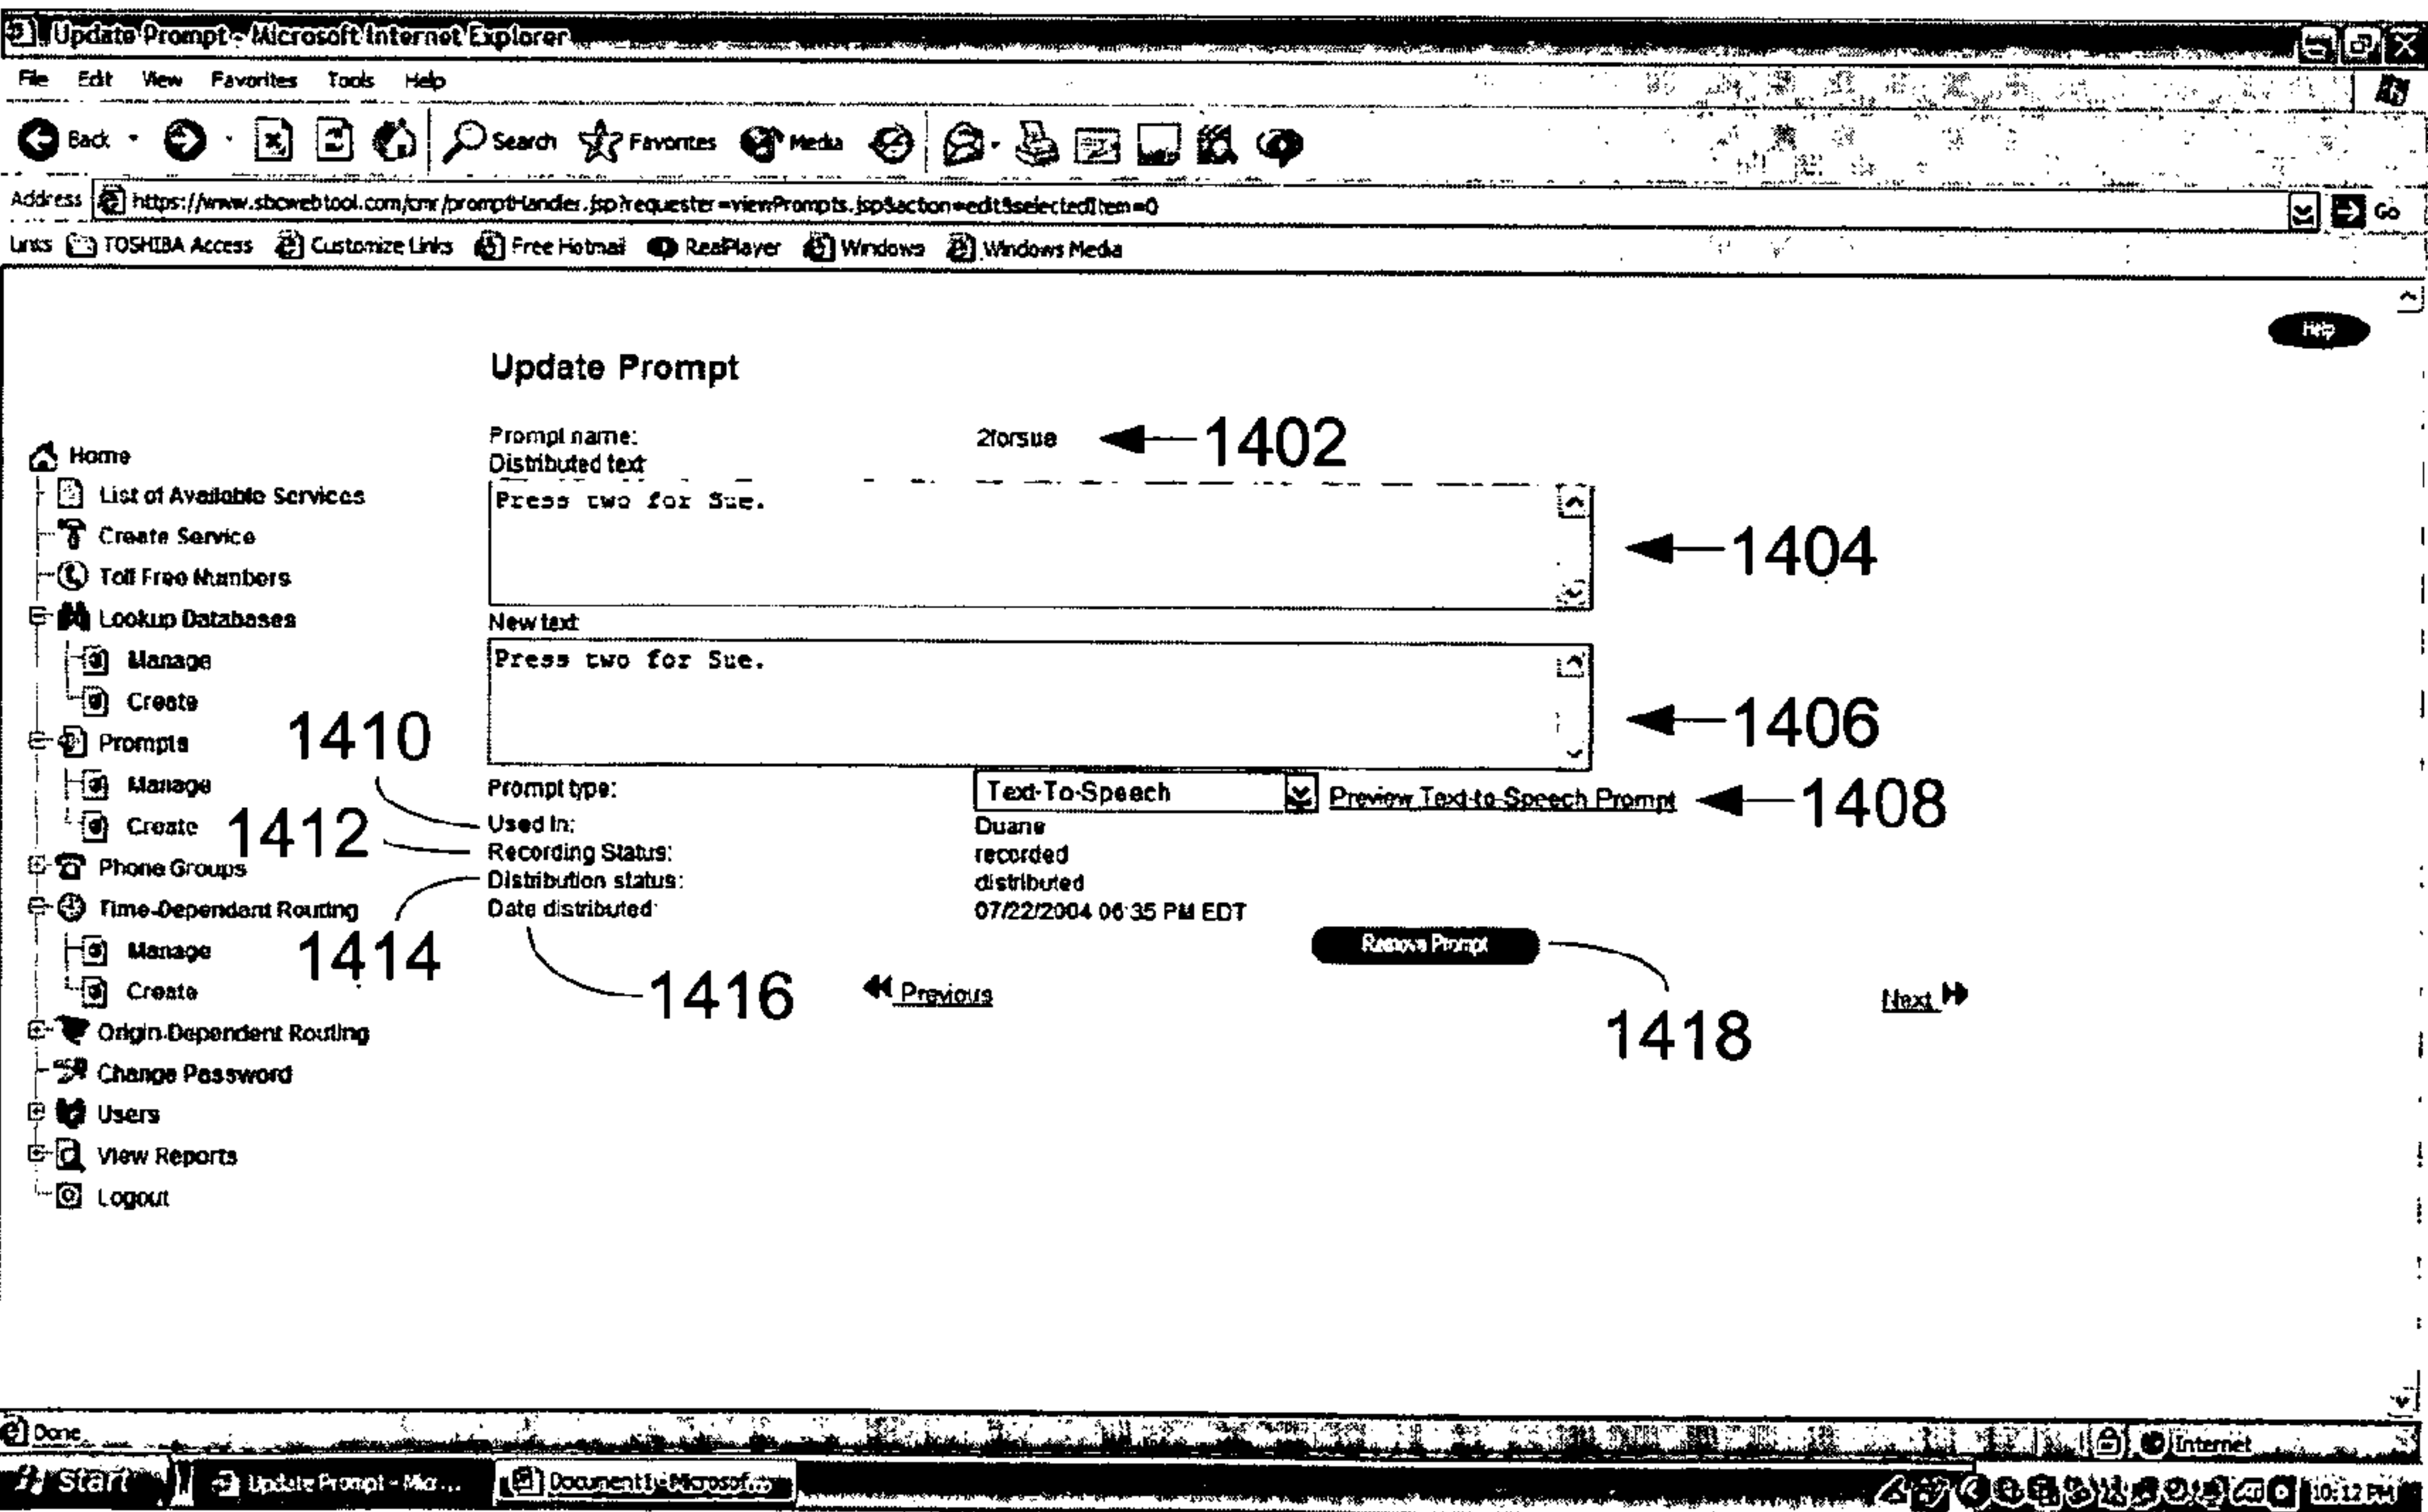 Update Prompt - Microsoft Internet Explorer
File Edit View Favorites Tools Help
Back Search Favorites Media
Address https://www.sbcwebtool.com/cmr/promptHandler.jsp?requester=viewPrompts.jsp&action=edit&selectedItem=0 Go
Links TOSHIBA Access Customize Links Free Hotmail RealPlayer Windows Windows Media
Help
Update Prompt
Prompt name: 2forsue 1402
Distributed text
Press two for Sue.
1404
New text
Press two for Sue.
1406
Prompt type: Text-To-Speech Preview Text-to-Speech Prompt 1408
1410 Used In: Duane
1412 Recording Status: recorded
1414 Distribution status: distributed
1416 Date distributed: 07/22/2004 06:35 PM EDT
Remove Prompt 1418
Previous Next
Home
List of Available Services
Create Service
Toll Free Numbers
Lookup Databases
Manage
Create
Prompts
Manage
Create
Phone Groups
Time-Dependant Routing
Manage
Create
Origin-Dependent Routing
Change Password
Users
View Reports
Logout
Done Internet
start Update Prompt - Micr... Document1 - Microsof... 10:12 PM